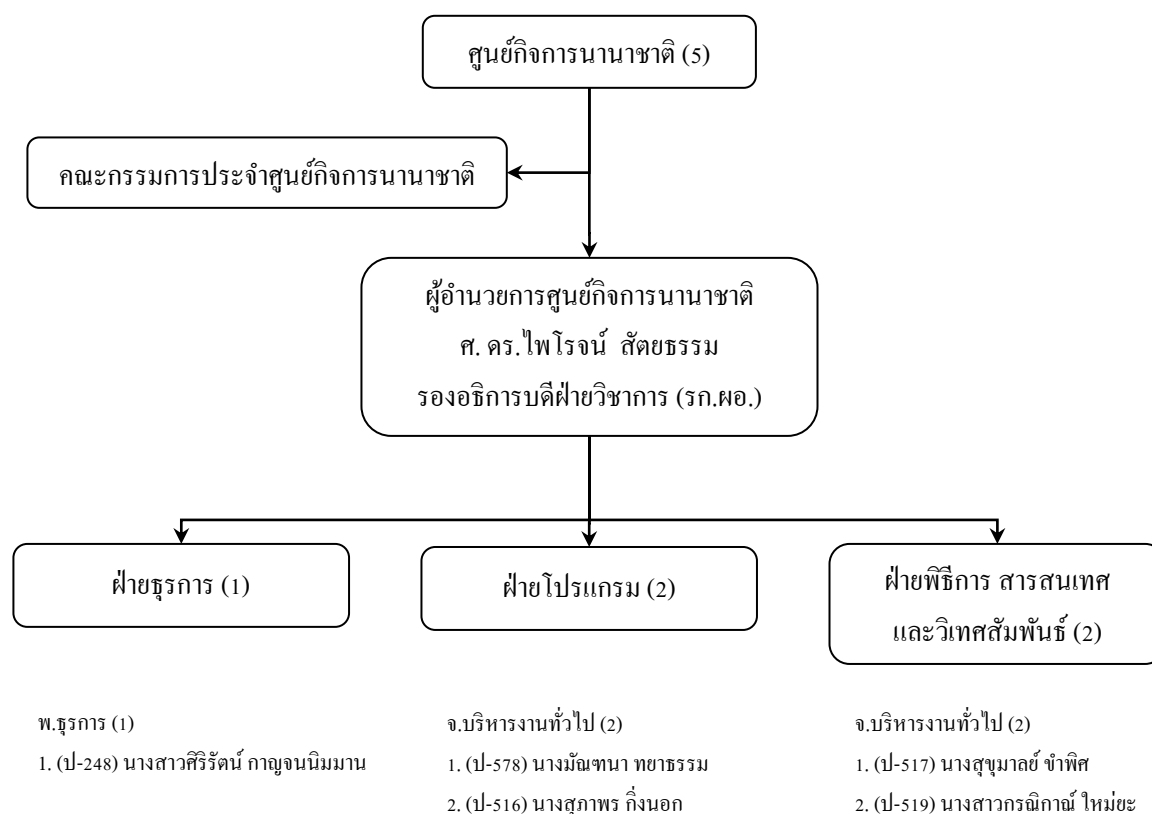 ศูนย์กิจการนานาชาติ (5)
คณะกรรมการประจำศูนย์กิจการนานาชาติ
ผู้อำนวยการศูนย์กิจการนานาชาติ
ศ. ดร.ไพโรจน์ สัตยธรรม
รองอธิการบดีฝ่ายวิชาการ (รก.ผอ.)
ฝ่ายธุรการ (1)
ฝ่ายโปรแกรม (2)
ฝ่ายพิธีการ สารสนเทศ
และวิเทศสัมพันธ์ (2)
พ.ธุรการ (1)
1. (ป-248) นางสาวศิริรัตน์ กาญจนนิมมาน
จ.บริหารงานทั่วไป (2)
1. (ป-578) นางมัณฑนา ทยาธรรม
2. (ป-516) นางสุภาพร กิ่งนอก
จ.บริหารงานทั่วไป (2)
1. (ป-517) นางสุขุมาลย์ ขำพิศ
2. (ป-519) นางสาวกรณิกาณ์ ใหม่ยะ